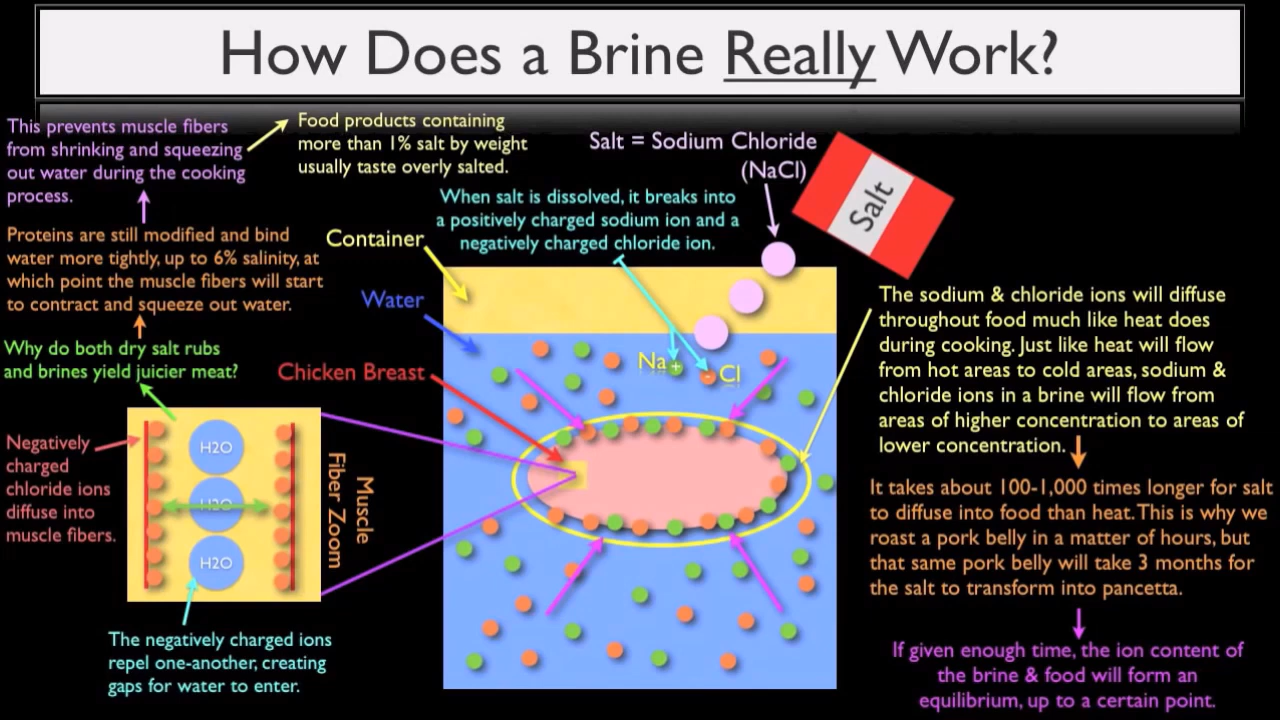 How Does a Brine Really Work?
This prevents muscle fibers
from shrinking and squeezing
out water during the cooking
process.
Food products containing
more than 1% salt by weight
usually taste overly salted.
Salt = Sodium Chloride
(NaCl)
Salt
When salt is dissolved, it breaks into
a positively charged sodium ion and a
negatively charged chloride ion.
Proteins are still modified and bind
water more tightly, up to 6% salinity, at
which point the muscle fibers will start
to contract and squeeze out water.
Container
Water
Chicken Breast
Na +
- Cl
Why do both dry salt rubs
and brines yield juicier meat?
Negatively
charged
chloride ions
diffuse into
muscle fibers.
H2O
H2O
H2O
Muscle
Fiber Zoom
The negatively charged ions
repel one-another, creating
gaps for water to enter.
The sodium & chloride ions will diffuse
throughout food much like heat does
during cooking. Just like heat will flow
from hot areas to cold areas, sodium &
chloride ions in a brine will flow from
areas of higher concentration to areas of
lower concentration.
It takes about 100-1,000 times longer for salt
to diffuse into food than heat. This is why we
roast a pork belly in a matter of hours, but
that same pork belly will take 3 months for
the salt to transform into pancetta.
If given enough time, the ion content of
the brine & food will form an
equilibrium, up to a certain point.